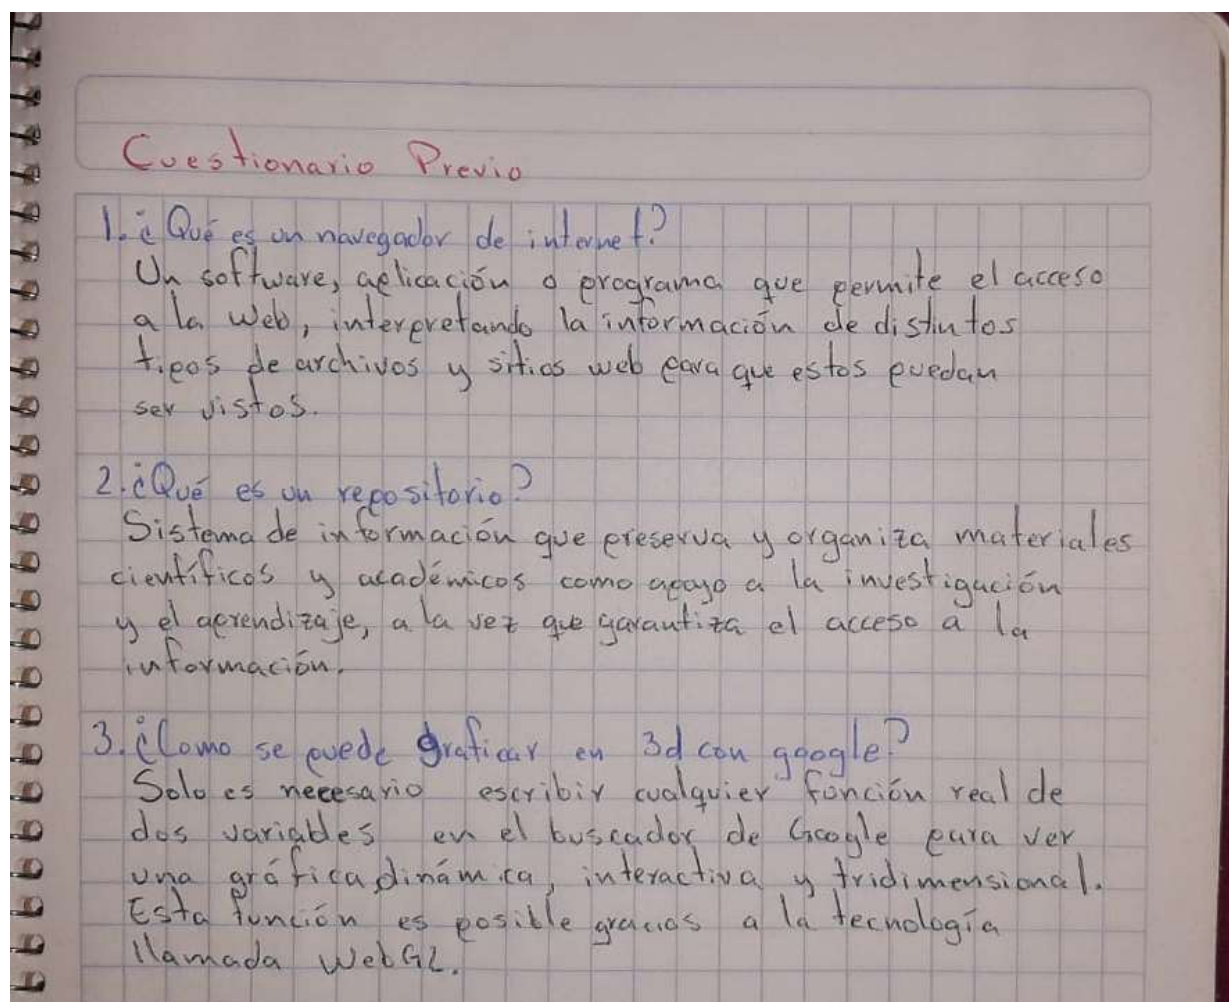 Cuestionario Previo
1. ¿Qué es un navegador de internet?
Un software, aplicación o programa que permite el acceso
a la Web, interpretando la información de distintos
tipos de archivos y sitios web para que estos puedan
ser vistos.
2. ¿Qué es un repositorio?
Sistema de información que preserva y organiza materiales
científicos y académicos como apoyo a la investigación
y el aprendizaje, a la vez que garantiza el acceso a la
información.
3. ¿Como se puede graficar en 3d con google?
Solo es necesario escribir cualquier función real de
dos variables en el buscador de Google para ver
una gráfica dinámica, interactiva y tridimensional.
Esta función es posible gracias a la tecnología
llamada WebGL.